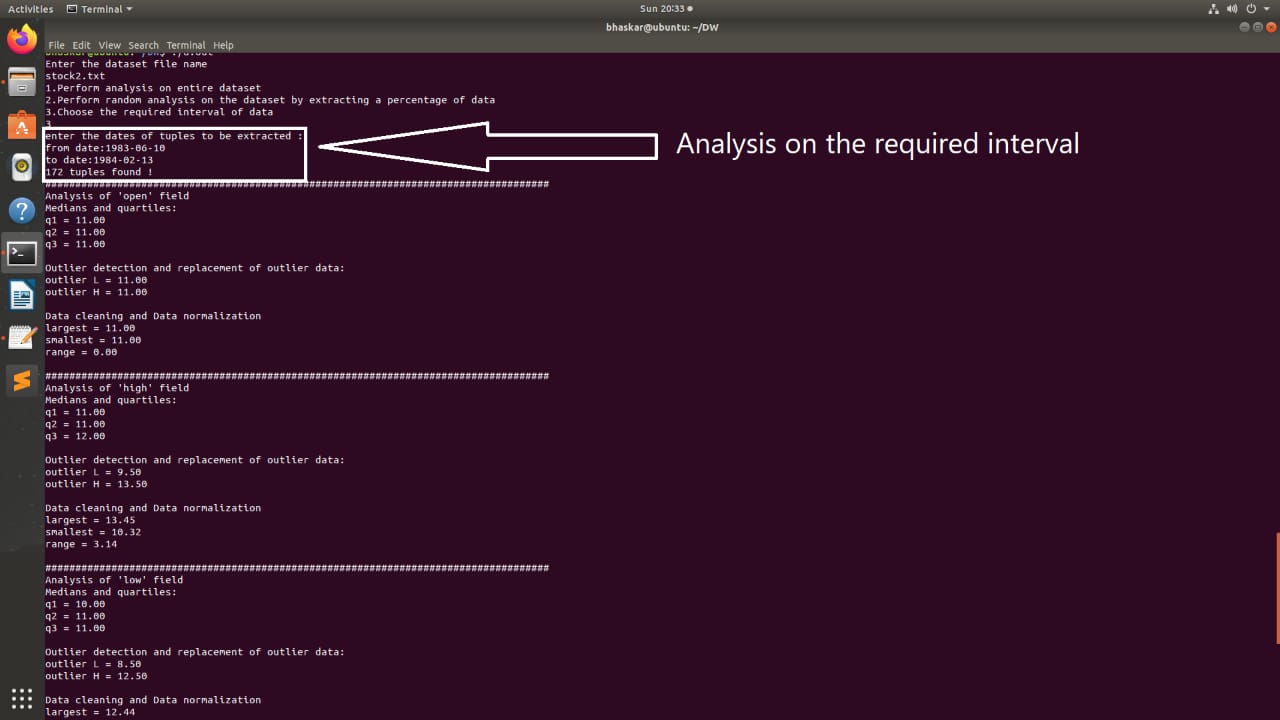 Activities
Terminal
Sun 20:33
bhaskar@ubuntu: ~/DW
File Edit View Search Terminal Help
bhaskar@ubuntu:~/DW$ ./a.out
Enter the dataset file name
stock2.txt
1.Perform analysis on entire dataset
2.Perform random analysis on the dataset by extracting a percentage of data
3.Choose the required interval of data
3
enter the dates of tuples to be extracted :
from date:1983-06-10
to date:1984-02-13
172 tuples found !
Analysis on the required interval
####################################################################################
Analysis of 'open' field
Medians and quartiles:
q1 = 11.00
q2 = 11.00
q3 = 11.00
Outlier detection and replacement of outlier data:
outlier L = 11.00
outlier H = 11.00
Data cleaning and Data normalization
largest = 11.00
smallest = 11.00
range = 0.00
####################################################################################
Analysis of 'high' field
Medians and quartiles:
q1 = 11.00
q2 = 11.00
q3 = 12.00
Outlier detection and replacement of outlier data:
outlier L = 9.50
outlier H = 13.50
Data cleaning and Data normalization
largest = 13.45
smallest = 10.32
range = 3.14
####################################################################################
Analysis of 'low' field
Medians and quartiles:
q1 = 10.00
q2 = 11.00
q3 = 11.00
Outlier detection and replacement of outlier data:
outlier L = 8.50
outlier H = 12.50
Data cleaning and Data normalization
largest = 12.44